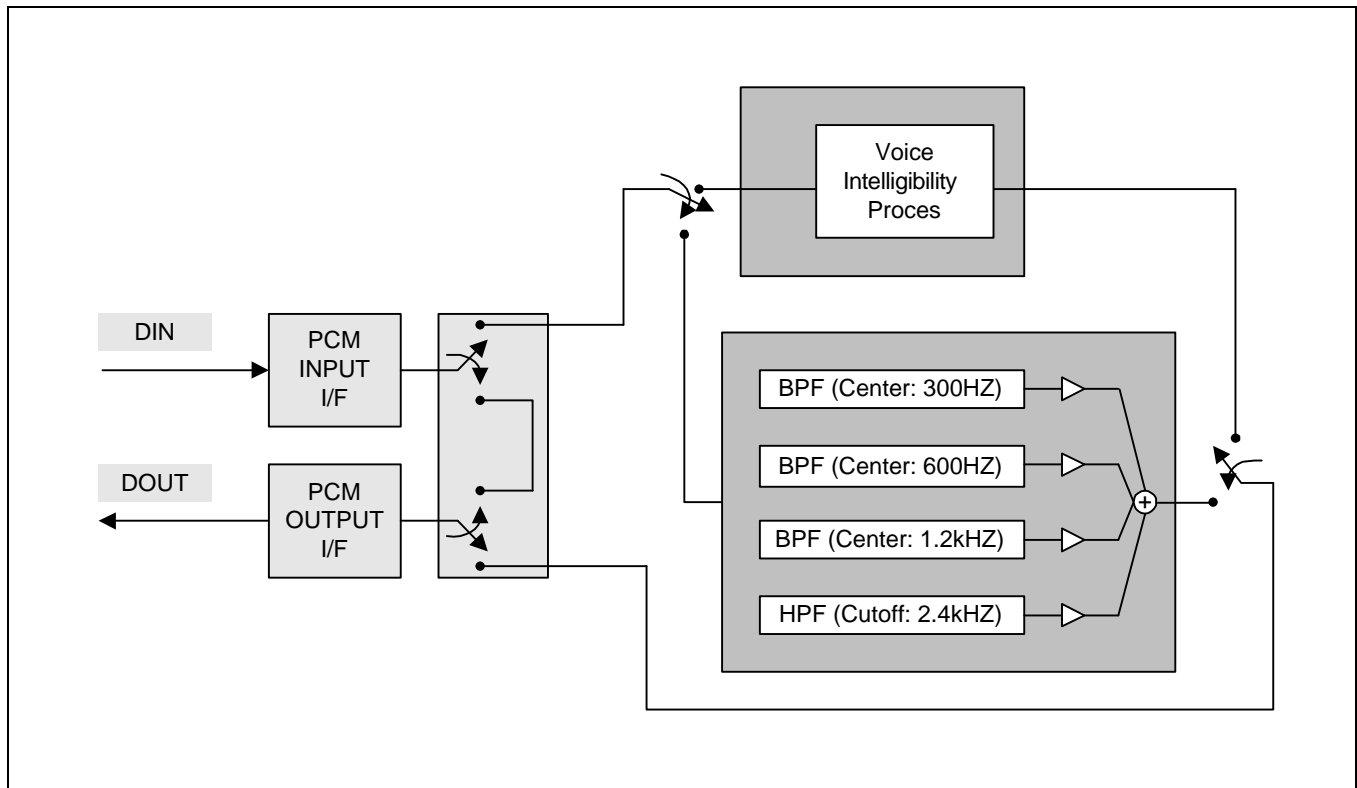 Voice
Intelligibility
Proces
DIN
PCM
INPUT
I/F
DOUT
PCM
OUTPUT
I/F
BPF (Center: 300HZ)
BPF (Center: 600HZ)
BPF (Center: 1.2kHZ)
HPF (Cutoff: 2.4kHZ)
+